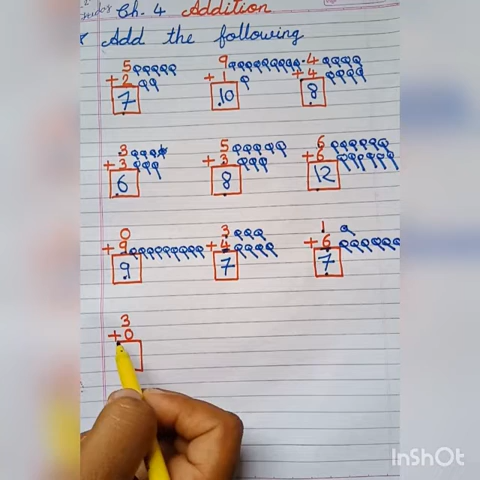 Ch. 4 Addition
Add the following
5 9 4
+2 +1 +4
7 10 8
3 5 6
+3 +3 +6
6 8 12
0 3 1
+9 +4 +6
9 7 7
3
+0
InShOt